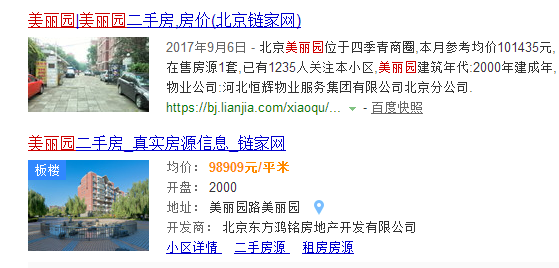 美丽园|美丽园二手房,房价(北京链家网)
2017年9月6日 - 北京美丽园位于四季青商圈,本月参考均价101435元,
在售房源1套,已有1235人关注本小区,美丽园建筑年代:2000年建成年,
物业公司:河北恒辉物业服务集团有限公司北京分公司.
https://bj.lianjia.com/xiaoqu/... - 百度快照
美丽园二手房_真实房源信息_链家网
板楼
均价： 98909元/平米
开盘： 2000
地址： 美丽园路美丽园
开发商： 北京东方鸿铭房地产开发有限公司
小区详情 二手房源 租房房源